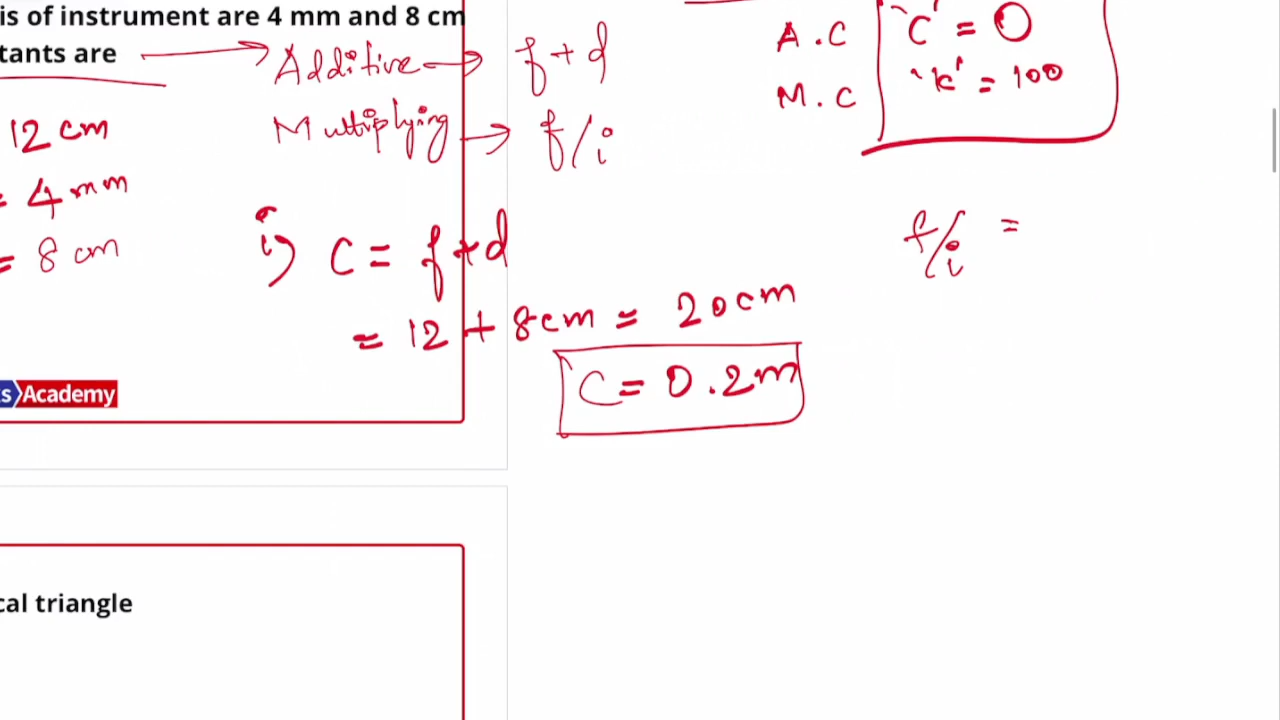 is of instrument are 4 mm and 8 cm
tants are
Additive → f+d
Multiplying → f/i
A.C 'C' = 0
M.C 'k' = 100
12 cm
= 4 mm
= 8 cm
i) C = f+d
= 12 + 8cm = 20cm
C = 0.2m
f/i =
s Academy
cal triangle